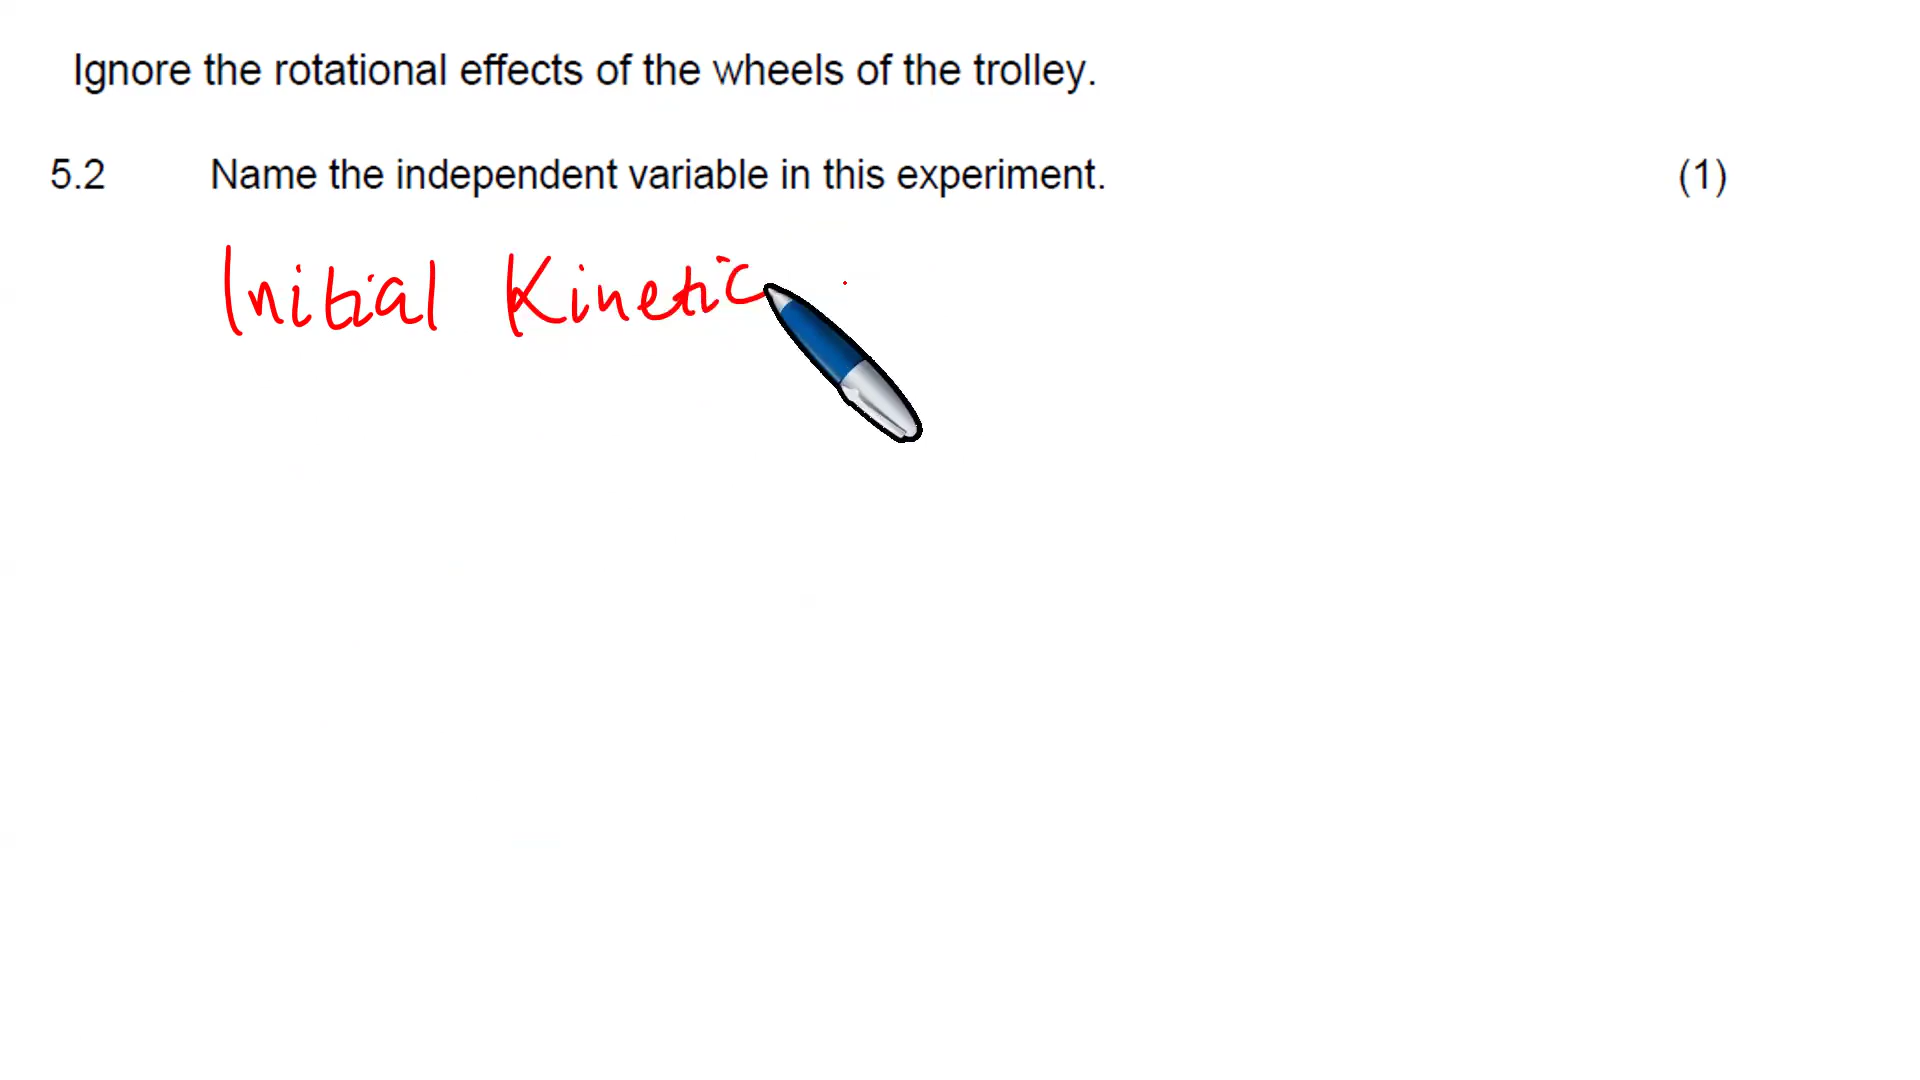 Ignore the rotational effects of the wheels of the trolley.
5.2 Name the independent variable in this experiment. (1)
Initial Kinetic